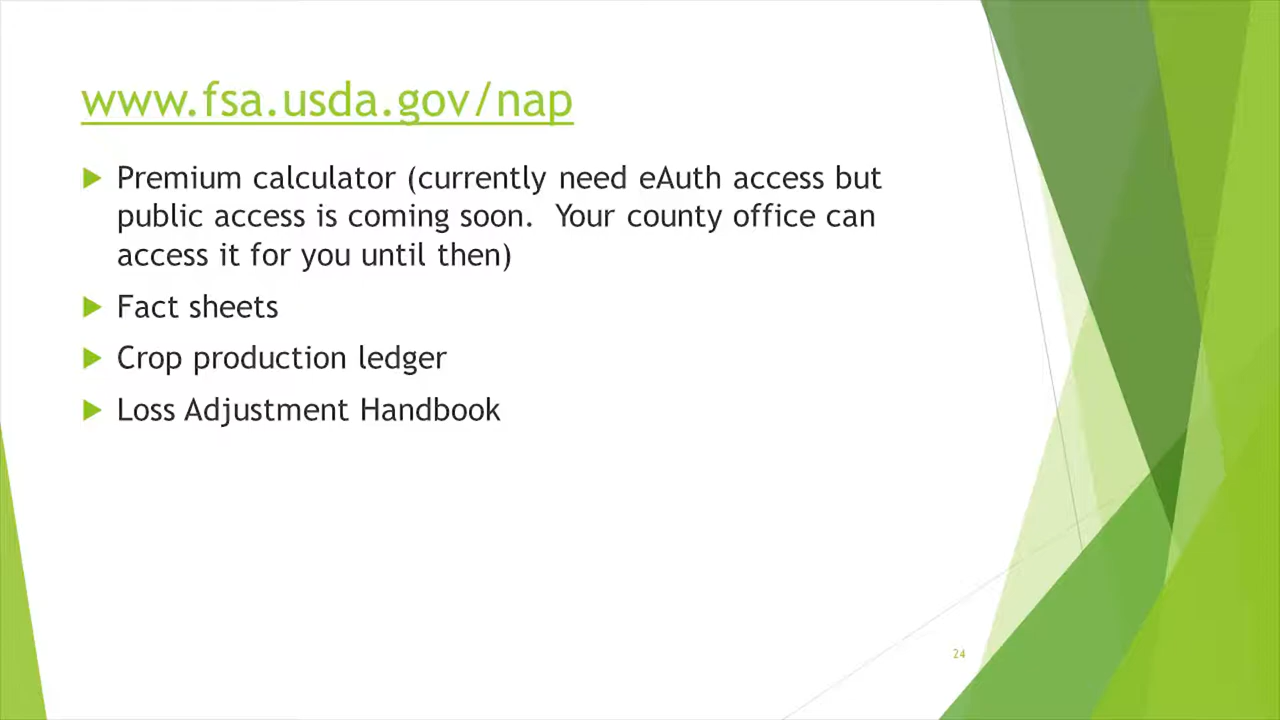 www.fsa.usda.gov/nap
Premium calculator (currently need eAuth access but
public access is coming soon.  Your county office can
access it for you until then)
Fact sheets
Crop production ledger
Loss Adjustment Handbook
24